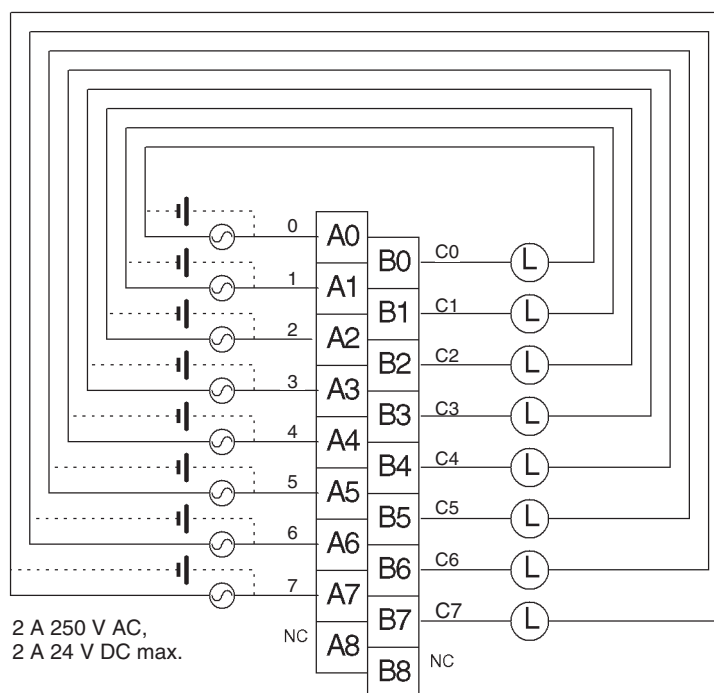 0 A0
B0 C0 L
1 A1
B1 C1 L
2 A2
B2 C2 L
3 A3
B3 C3 L
4 A4
B4 C4 L
5 A5
B5 C5 L
6 A6
B6 C6 L
7 A7
B7 C7 L
2 A 250 V AC,
2 A 24 V DC max.
NC A8
B8 NC